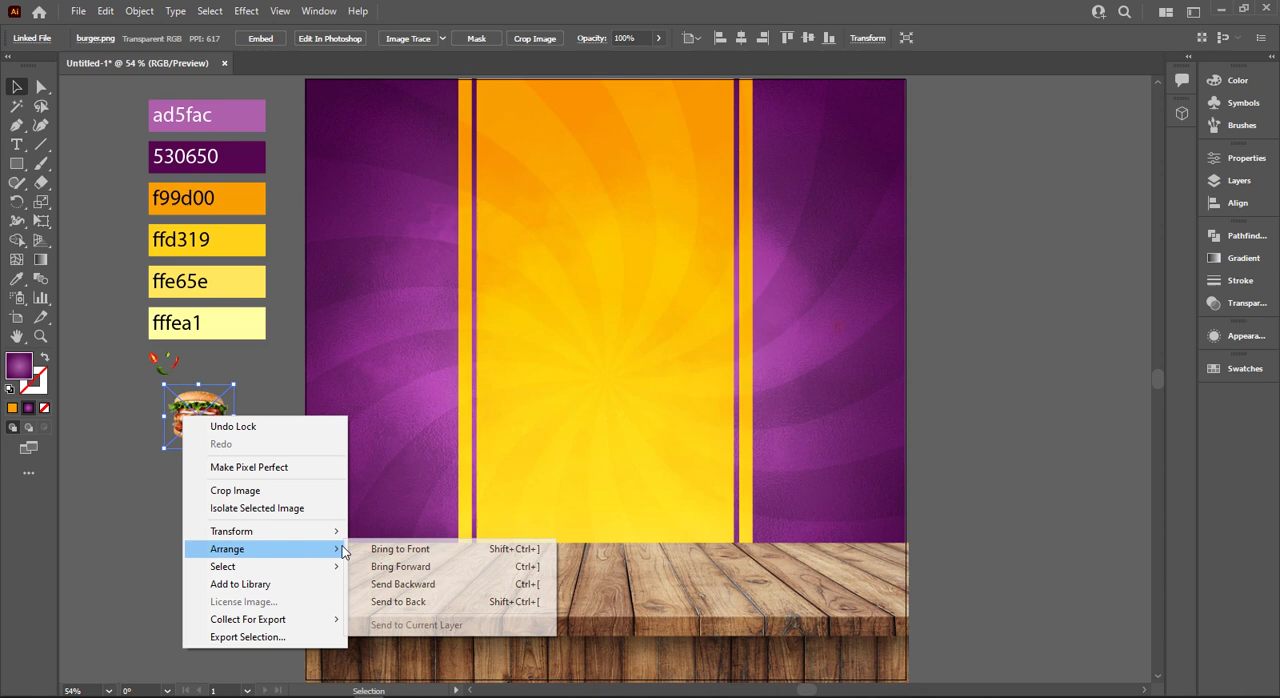 Ai File Edit Object Type Select Effect View Window Help
Linked File burger.png Transparent RGB PPI: 617 Embed Edit In Photoshop Image Trace Mask Crop Image Opacity: 100% Transform
Untitled-1* @ 54 % (RGB/Preview) ×
ad5fac
530650
f99d00
ffd319
ffe65e
fffea1
Undo Lock
Redo
Make Pixel Perfect
Crop Image
Isolate Selected Image
Transform
Arrange
Select
Add to Library
License Image...
Collect For Export
Export Selection...
Bring to Front Shift+Ctrl+]
Bring Forward Ctrl+]
Send Backward Ctrl+[
Send to Back Shift+Ctrl+[
Send to Current Layer
Color
Symbols
Brushes
Properties
Layers
Align
Pathfind...
Gradient
Stroke
Transpar...
Appeara...
Swatches
54% 0° 1 Selection